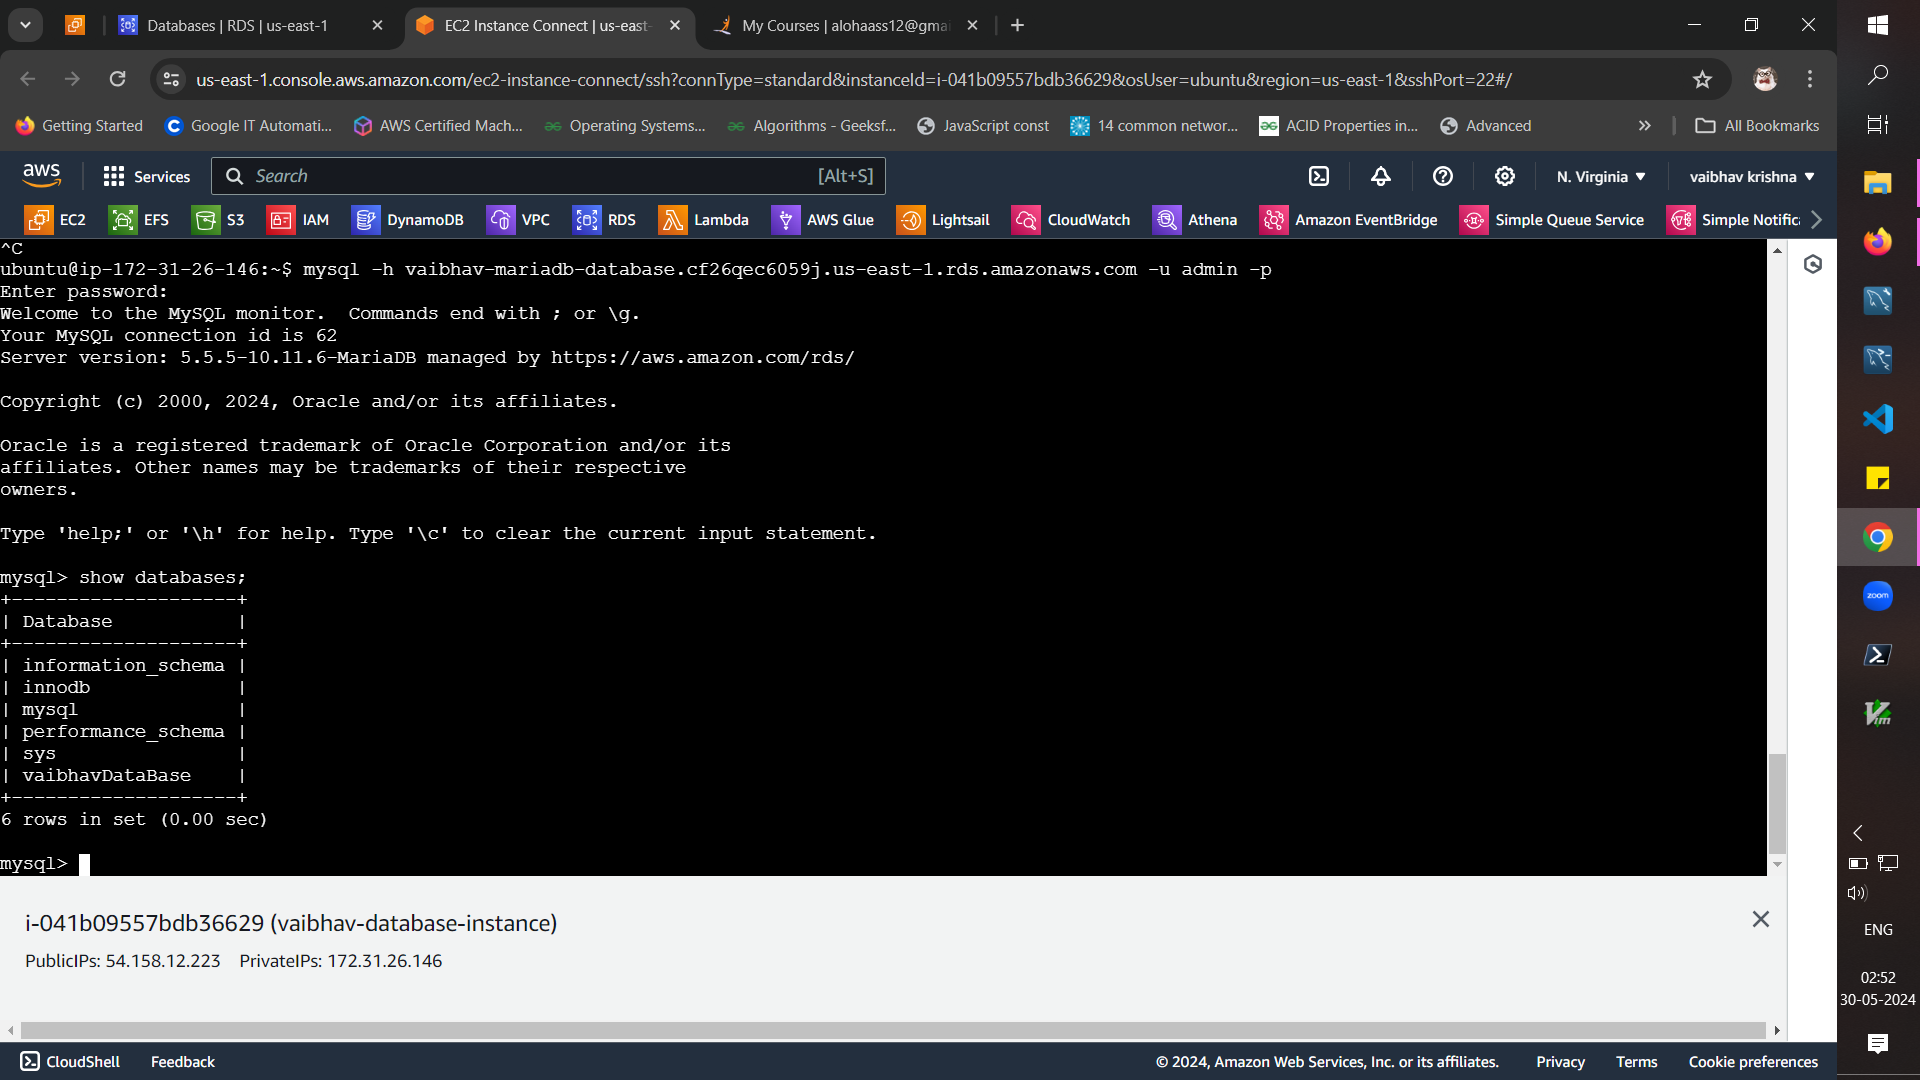 Databases | RDS | us-east-1
EC2 Instance Connect | us-east-
My Courses | alohaass12@gma
us-east-1.console.aws.amazon.com/ec2-instance-connect/ssh?connType=standard&instanceId=i-041b09557bdb36629&osUser=ubuntu&region=us-east-1&sshPort=22#/
Getting Started Google IT Automati... AWS Certified Mach... Operating Systems... Algorithms - Geeksf... JavaScript const 14 common networ... ACID Properties in... Advanced » All Bookmarks
aws Services Search [Alt+S] N. Virginia vaibhav krishna
EC2 EFS S3 IAM DynamoDB VPC RDS Lambda AWS Glue Lightsail CloudWatch Athena Amazon EventBridge Simple Queue Service Simple Notific
^C
ubuntu@ip-172-31-26-146:~$ mysql -h vaibhav-mariadb-database.cf26qec6059j.us-east-1.rds.amazonaws.com -u admin -p
Enter password:
Welcome to the MySQL monitor.  Commands end with ; or \g.
Your MySQL connection id is 62
Server version: 5.5.5-10.11.6-MariaDB managed by https://aws.amazon.com/rds/
Copyright (c) 2000, 2024, Oracle and/or its affiliates.
Oracle is a registered trademark of Oracle Corporation and/or its
affiliates. Other names may be trademarks of their respective
owners.
Type 'help;' or '\h' for help. Type '\c' to clear the current input statement.
mysql> show databases;
+--------------------+
| Database           |
+--------------------+
| information_schema |
| innodb             |
| mysql              |
| performance_schema |
| sys                |
| vaibhavDataBase    |
+--------------------+
6 rows in set (0.00 sec)
mysql>
i-041b09557bdb36629 (vaibhav-database-instance)
PublicIPs: 54.158.12.223 PrivateIPs: 172.31.26.146
CloudShell Feedback © 2024, Amazon Web Services, Inc. or its affiliates. Privacy Terms Cookie preferences
zoom
Vim
ENG
02:52
30-05-2024